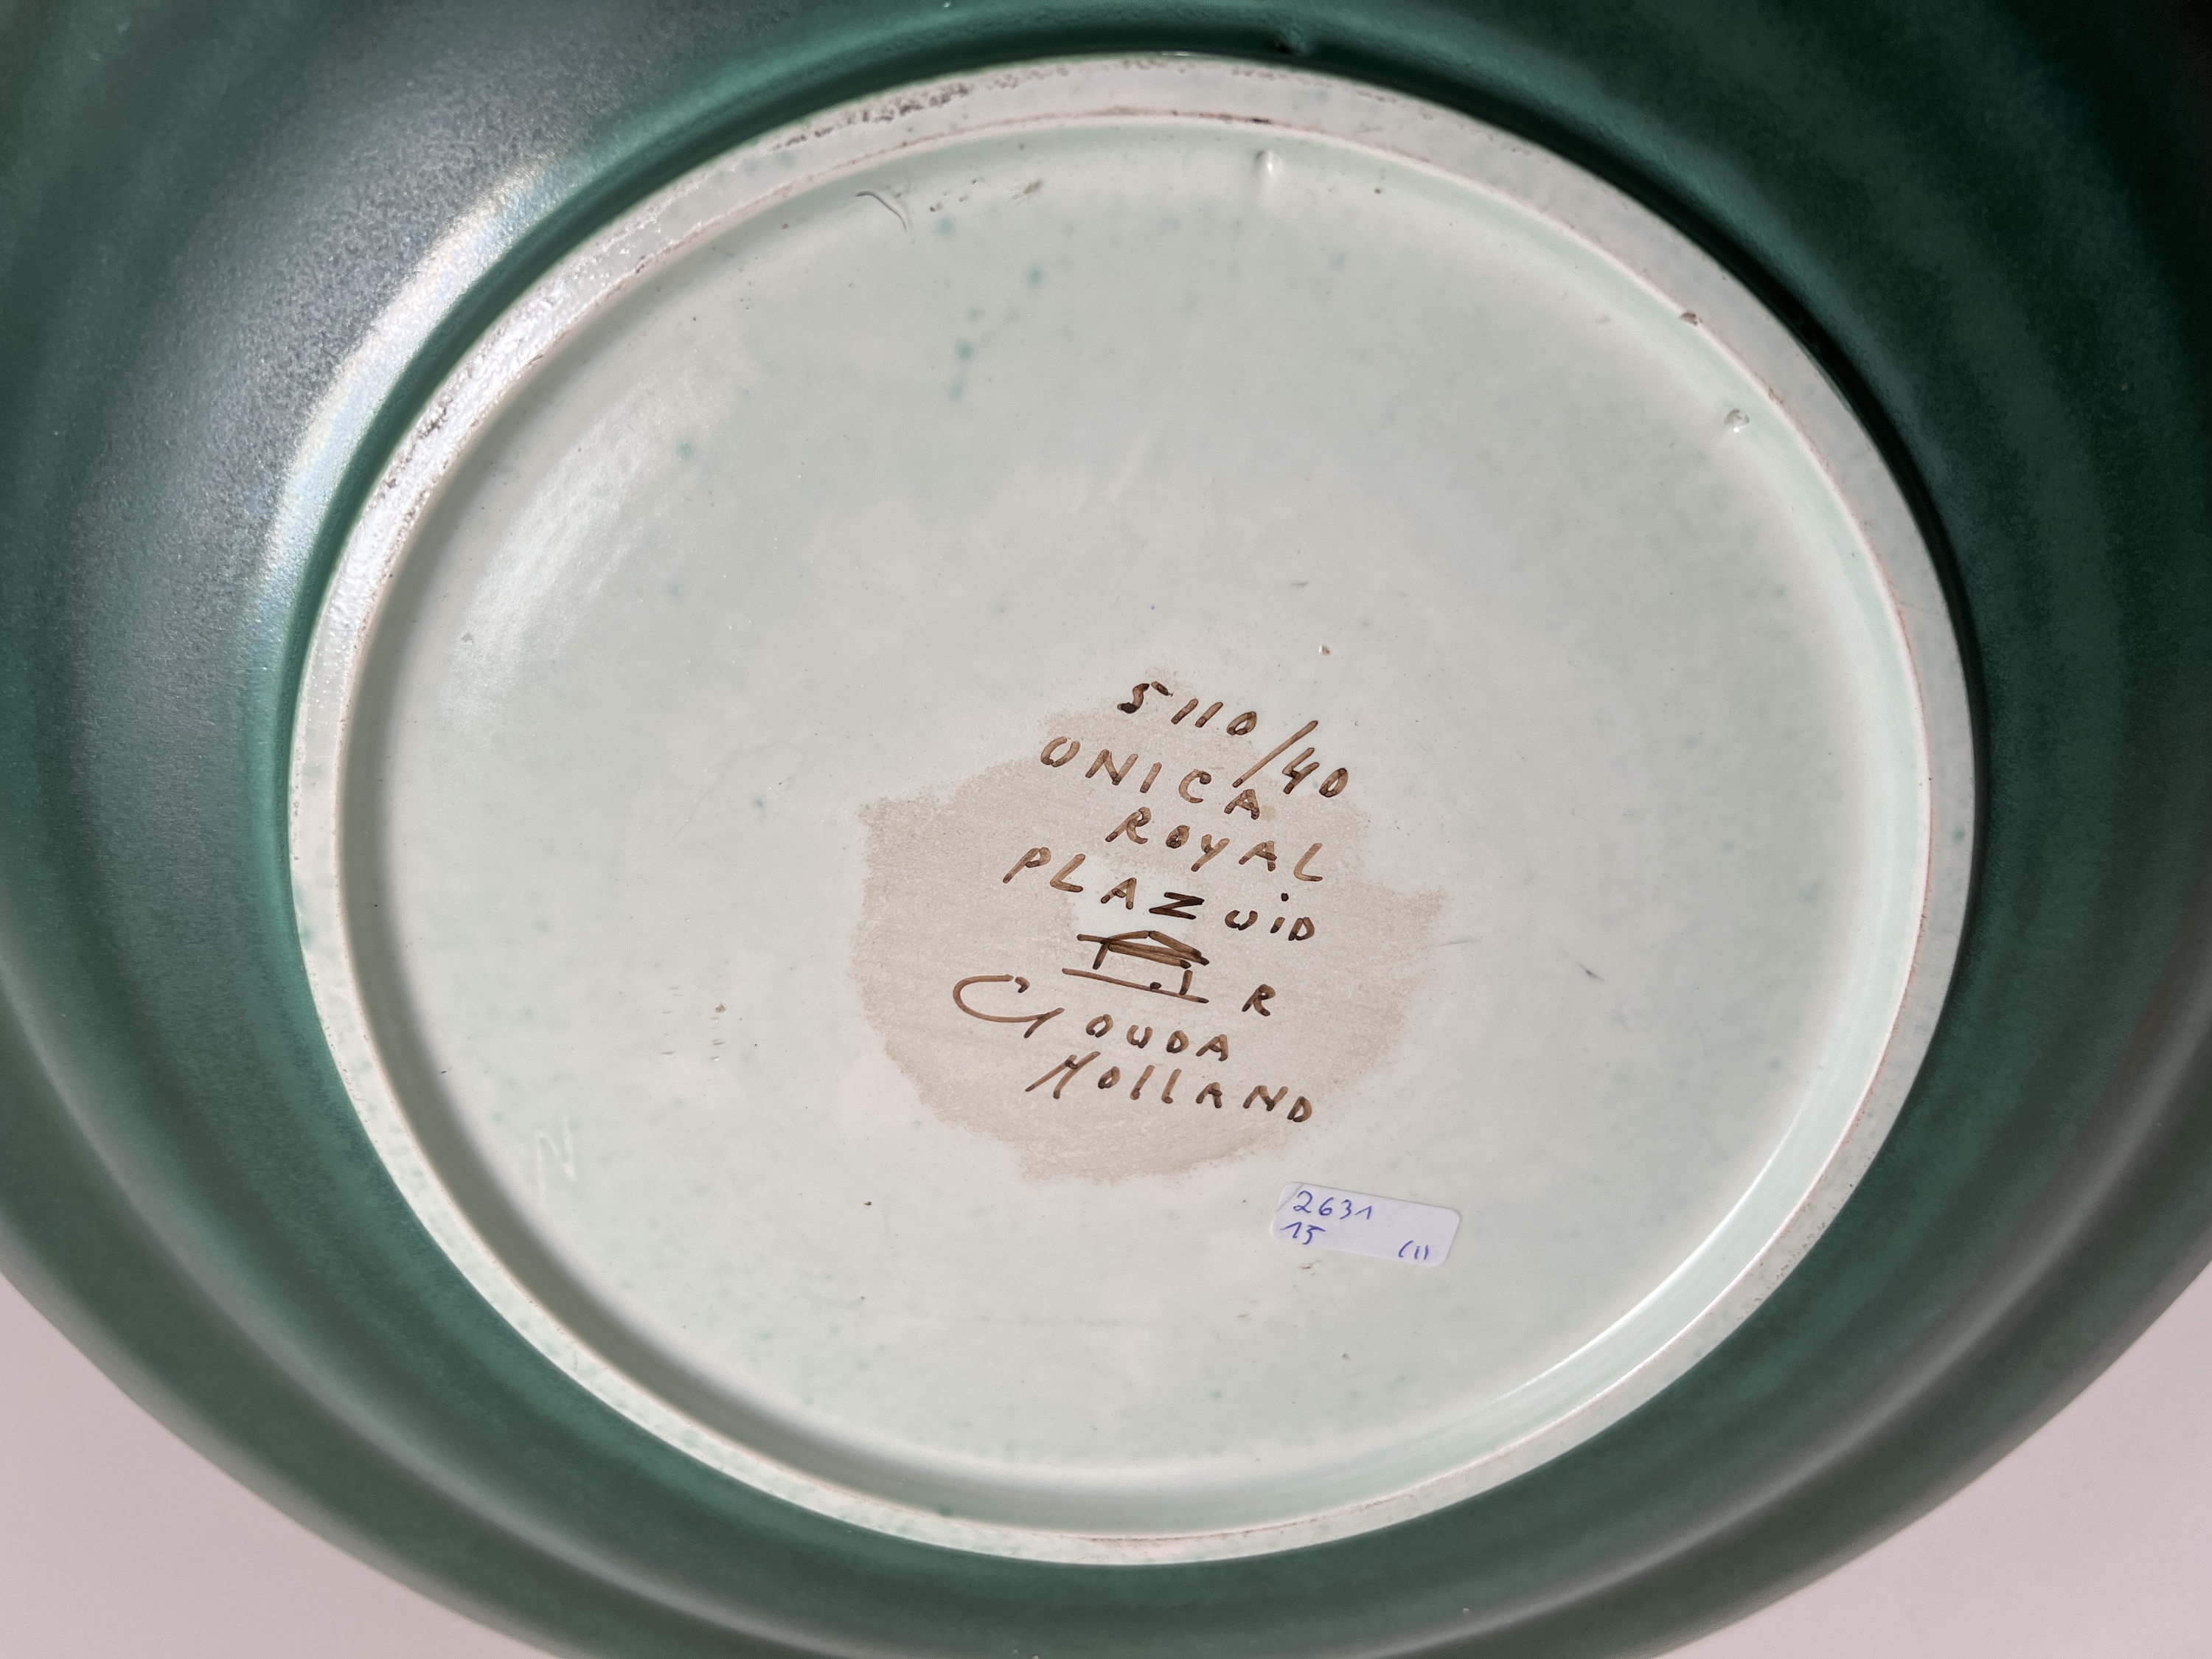 5110/40
UNICA
ROYAL
PLAZUID
R
GOUDA
HOLLAND
2631
15 (1)